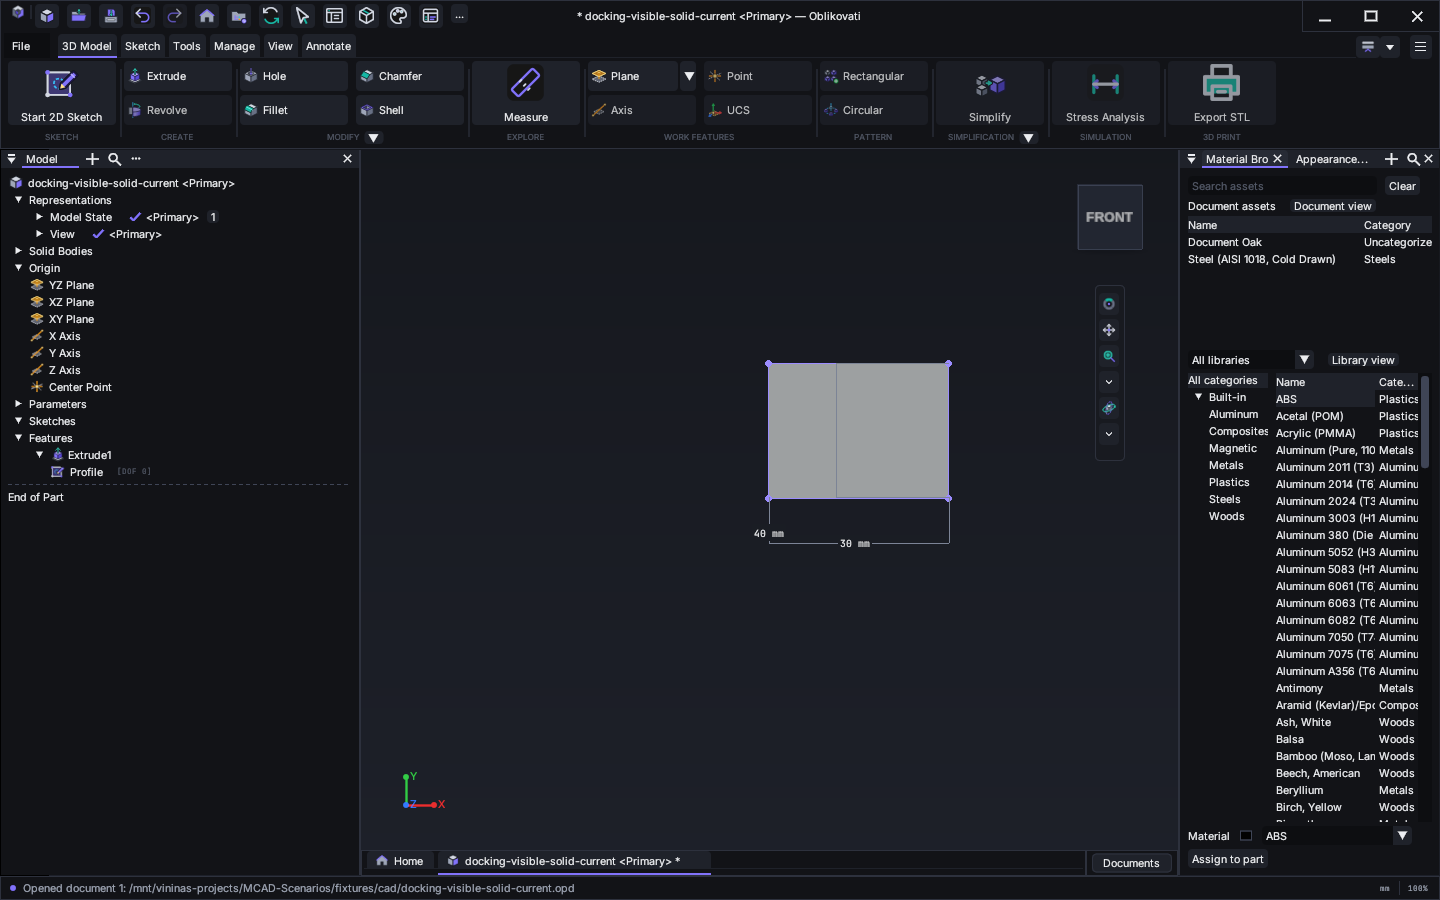 * docking-visible-solid-current <Primary> — Oblikovati
File
3D Model
Sketch
Tools
Manage
View
Annotate
Start 2D Sketch
SKETCH
Extrude
Revolve
CREATE
Hole
Fillet
Chamfer
Shell
MODIFY
Measure
EXPLORE
Plane
Axis
Point
UCS
WORK FEATURES
Rectangular
Circular
PATTERN
Simplify
SIMPLIFICATION
Stress Analysis
SIMULATION
Export STL
3D PRINT
Model
docking-visible-solid-current <Primary>
Representations
Model State <Primary> 1
View <Primary>
Solid Bodies
Origin
YZ Plane
XZ Plane
XY Plane
X Axis
Y Axis
Z Axis
Center Point
Parameters
Sketches
Features
Extrude1
Profile [DOF 0]
End of Part
FRONT
40 mm
30 mm
Y
Z
X
Home
docking-visible-solid-current <Primary> *
Documents
Material Bro
Appearance...
Search assets
Clear
Document assets
Document view
Name Category
Document Oak Uncategorize
Steel (AISI 1018, Cold Drawn) Steels
All libraries
Library view
All categories
Built-in
Aluminum
Composites
Magnetic
Metals
Plastics
Steels
Woods
Name Cate...
ABS Plastics
Acetal (POM) Plastics
Acrylic (PMMA) Plastics
Aluminum (Pure, 110 Metals
Aluminum 2011 (T3) Aluminu
Aluminum 2014 (T6) Aluminu
Aluminum 2024 (T3 Aluminu
Aluminum 3003 (H1 Aluminu
Aluminum 380 (Die Aluminu
Aluminum 5052 (H3 Aluminu
Aluminum 5083 (H1 Aluminu
Aluminum 6061 (T6) Aluminu
Aluminum 6063 (T6 Aluminu
Aluminum 6082 (T6 Aluminu
Aluminum 7050 (T7 Aluminu
Aluminum 7075 (T6) Aluminu
Aluminum A356 (T6 Aluminu
Antimony Metals
Aramid (Kevlar)/Epo Compos
Ash, White Woods
Balsa Woods
Bamboo (Moso, Lam Woods
Beech, American Woods
Beryllium Metals
Birch, Yellow Woods
Material ABS
Assign to part
Opened document 1: /mnt/vininas-projects/MCAD-Scenarios/fixtures/cad/docking-visible-solid-current.opd
mm
100%